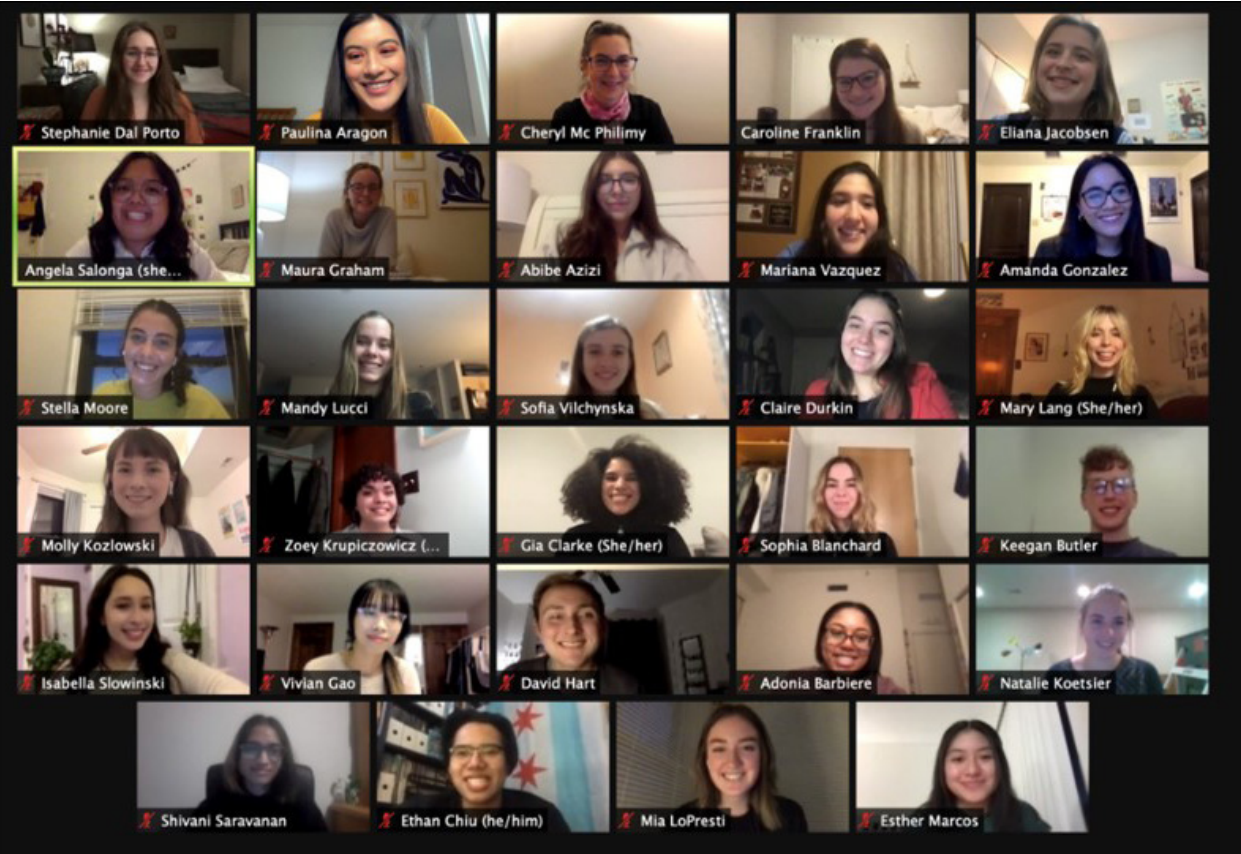 Stephanie Dal Porto
Paulina Aragon
Cheryl Mc Philimy
Caroline Franklin
Eliana Jacobsen
Angela Salonga (she...
Maura Graham
Abibe Azizi
Mariana Vazquez
Amanda Gonzalez
Stella Moore
Mandy Lucci
Sofia Vilchynska
Claire Durkin
Mary Lang (She/her)
Molly Kozlowski
Zoey Krupiczowicz (...
Gia Clarke (She/her)
Sophia Blanchard
Keegan Butler
Isabella Slowinski
Vivian Gao
David Hart
Adonia Barbiere
Natalie Koetsier
Shivani Saravanan
Ethan Chiu (he/him)
Mia LoPresti
Esther Marcos